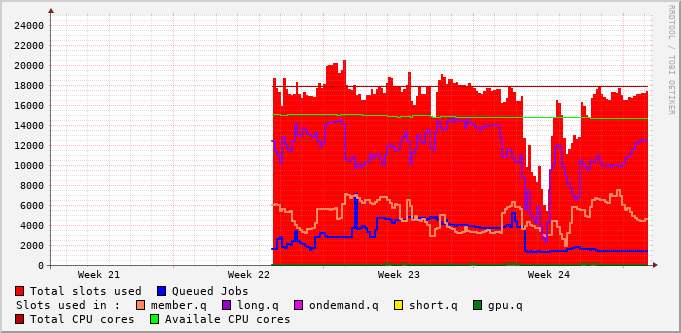 RRDTOOL / TOBI OETIKER
24000
22000
20000
18000
16000
14000
12000
10000
8000
6000
4000
2000
0
Week 21 Week 22 Week 23 Week 24
Total slots used Queued Jobs
Slots used in : member.q long.q ondemand.q short.q gpu.q
Total CPU cores Availale CPU cores